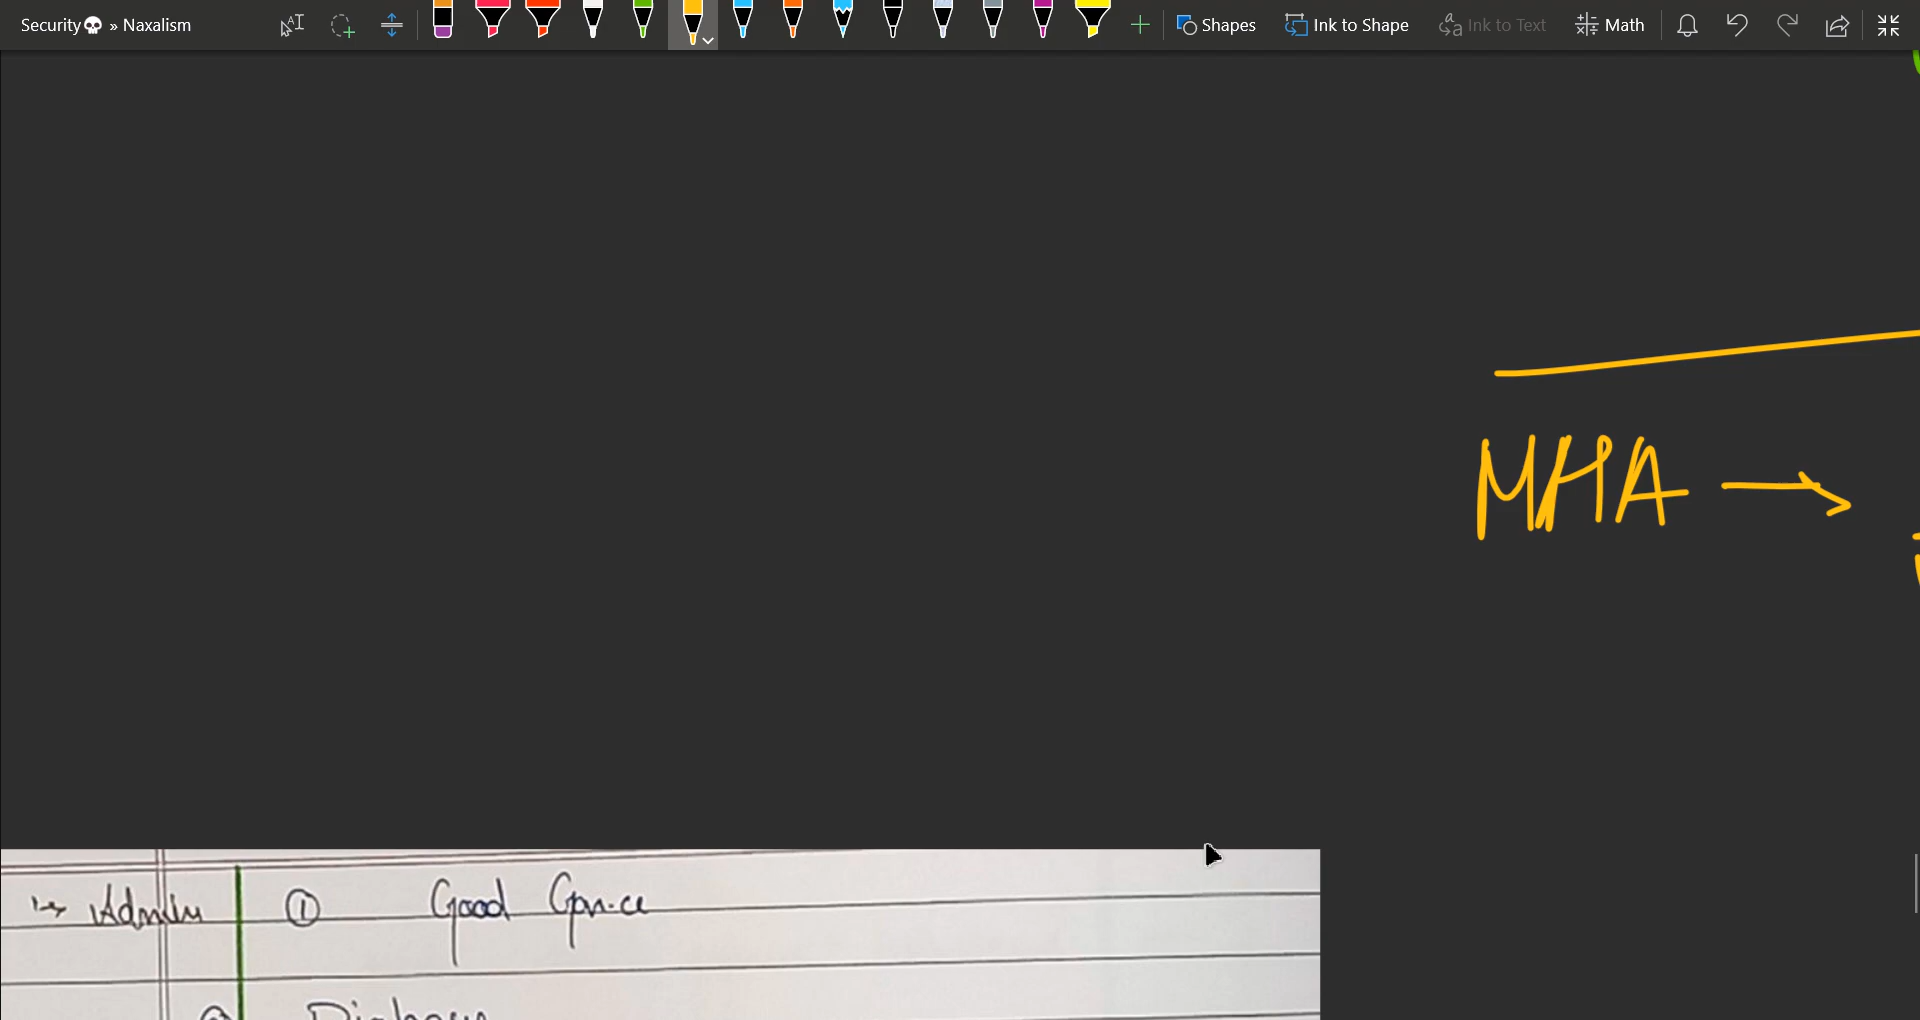 Security💀 » Naxalism
Shapes
Ink to Shape
Ink to Text
Math
MHA →
↳ Admin ① Good Gov.ce